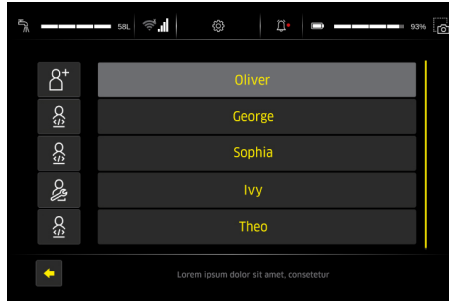 58L 93%
Oliver
George
Sophia
Ivy
Theo
Lorem ipsum dolor sit amet, consetetur